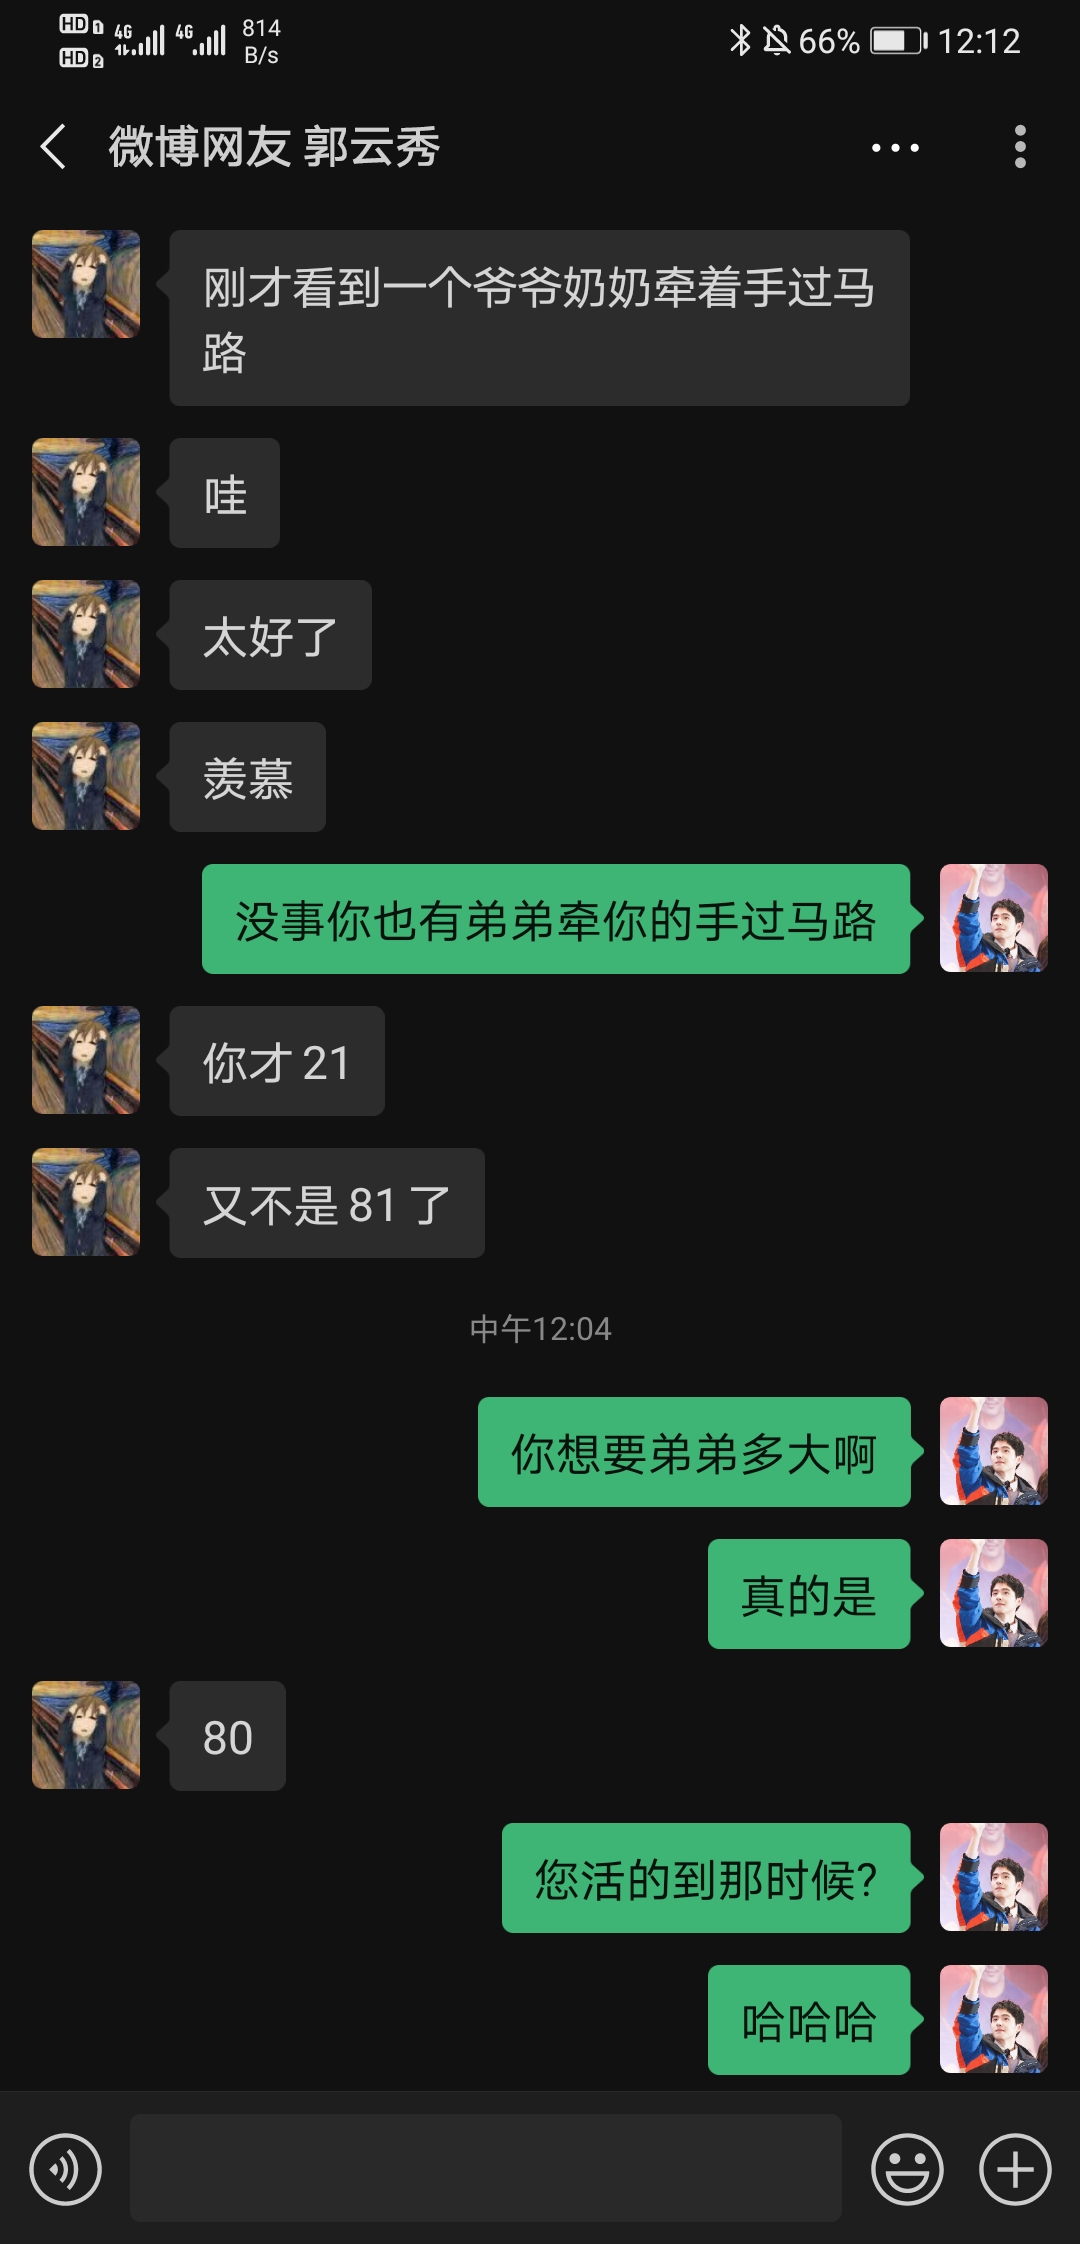 HD 1 4G 4G 814
HD 2 B/s
66% 12:12
微博网友 郭云秀
刚才看到一个爷爷奶奶牵着手过马
路
哇
太好了
羡慕
没事你也有弟弟牵你的手过马路
你才21
又不是81了
中午12:04
你想要弟弟多大啊
真的是
80
您活的到那时候?
哈哈哈